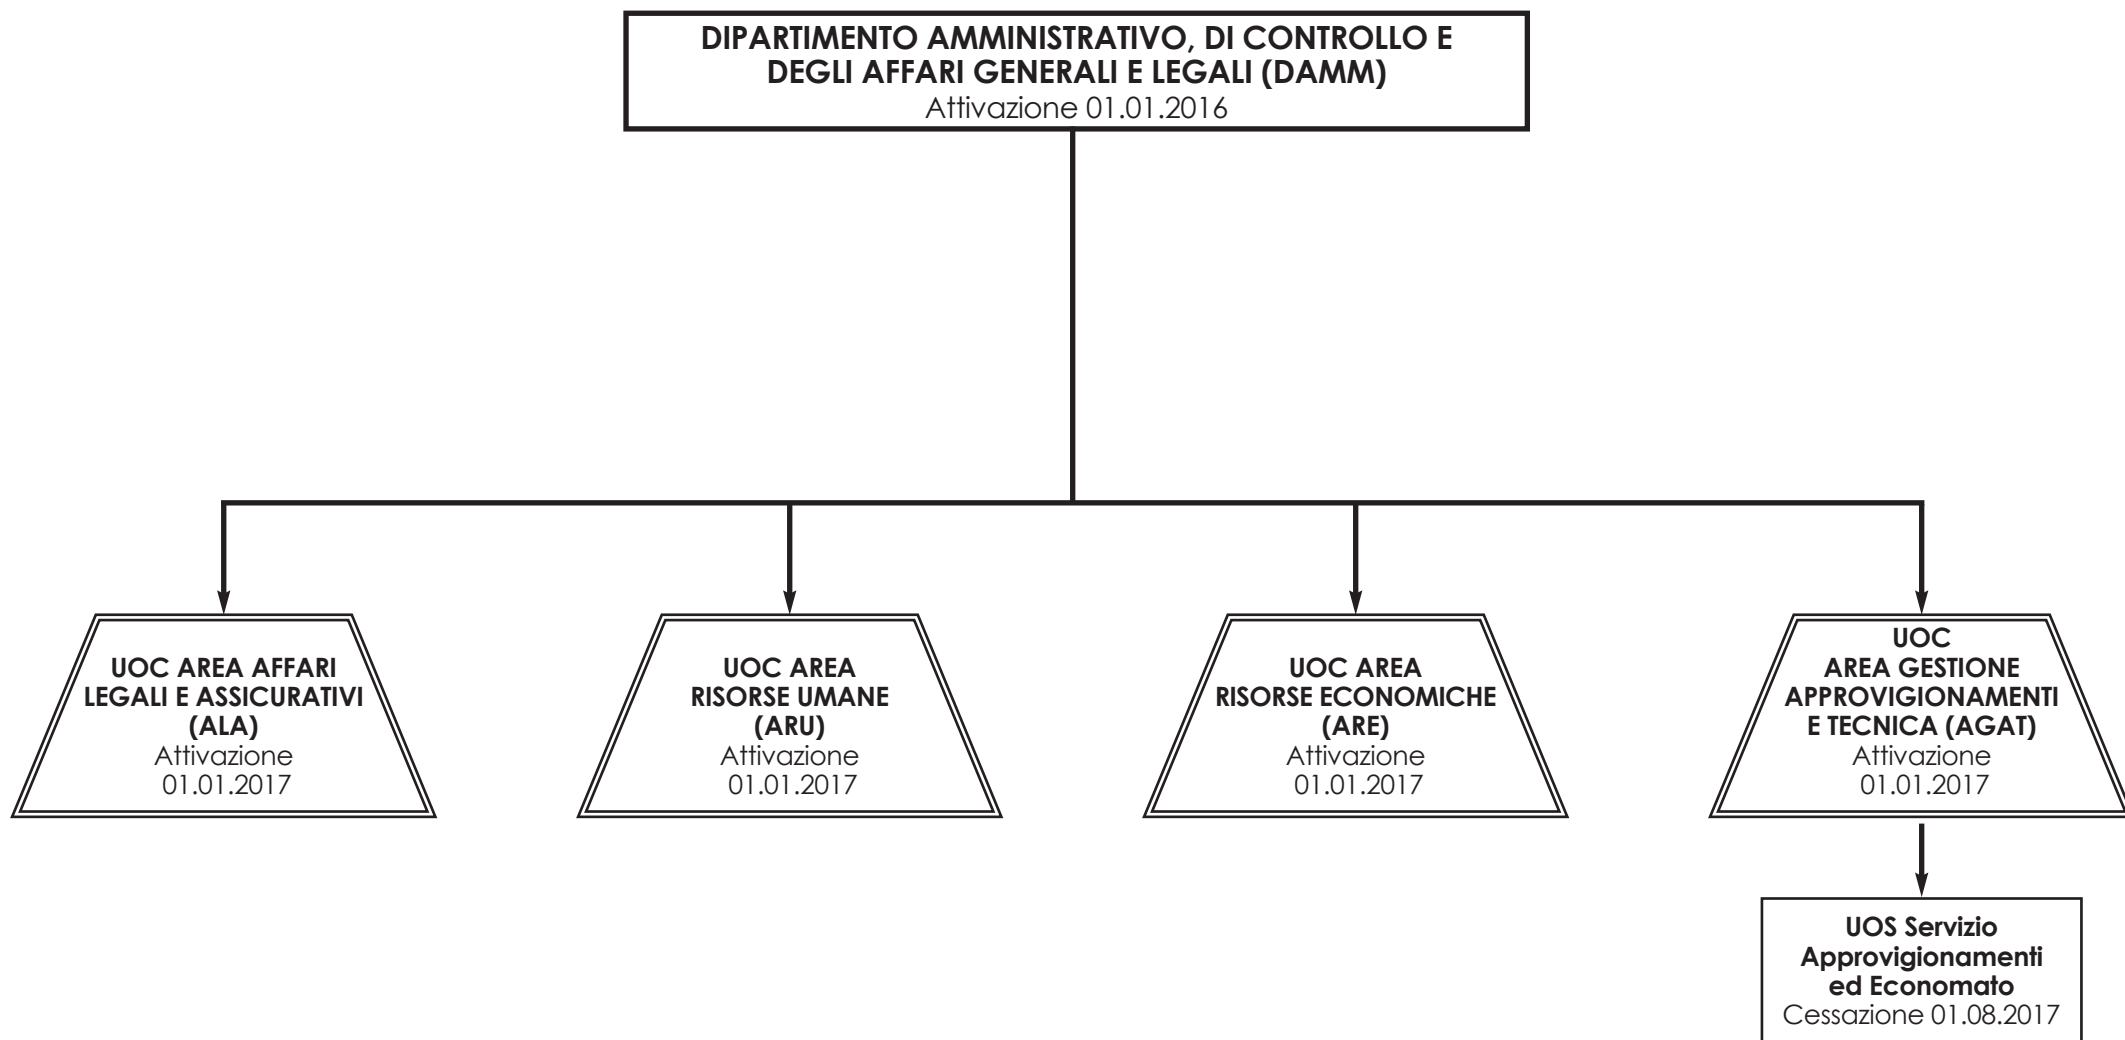 DIPARTIMENTO AMMINISTRATIVO, DI CONTROLLO E
DEGLI AFFARI GENERALI E LEGALI (DAMM)
Attivazione 01.01.2016
UOC AREA AFFARI
LEGALI E ASSICURATIVI
(ALA)
Attivazione
01.01.2017
UOC AREA
RISORSE UMANE
(ARU)
Attivazione
01.01.2017
UOC AREA
RISORSE ECONOMICHE
(ARE)
Attivazione
01.01.2017
UOC
AREA GESTIONE
APPROVIGIONAMENTI
E TECNICA (AGAT)
Attivazione
01.01.2017
UOS Servizio
Approvigionamenti
ed Economato
Cessazione 01.08.2017